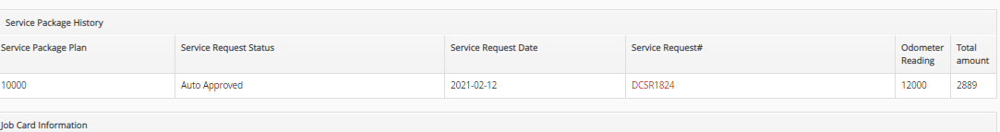 Service Package History
Service Package Plan Service Request Status Service Request Date Service Request# Odometer Reading Total amount
10000 Auto Approved 2021-02-12 DCSR1824 12000 2889
Job Card Information